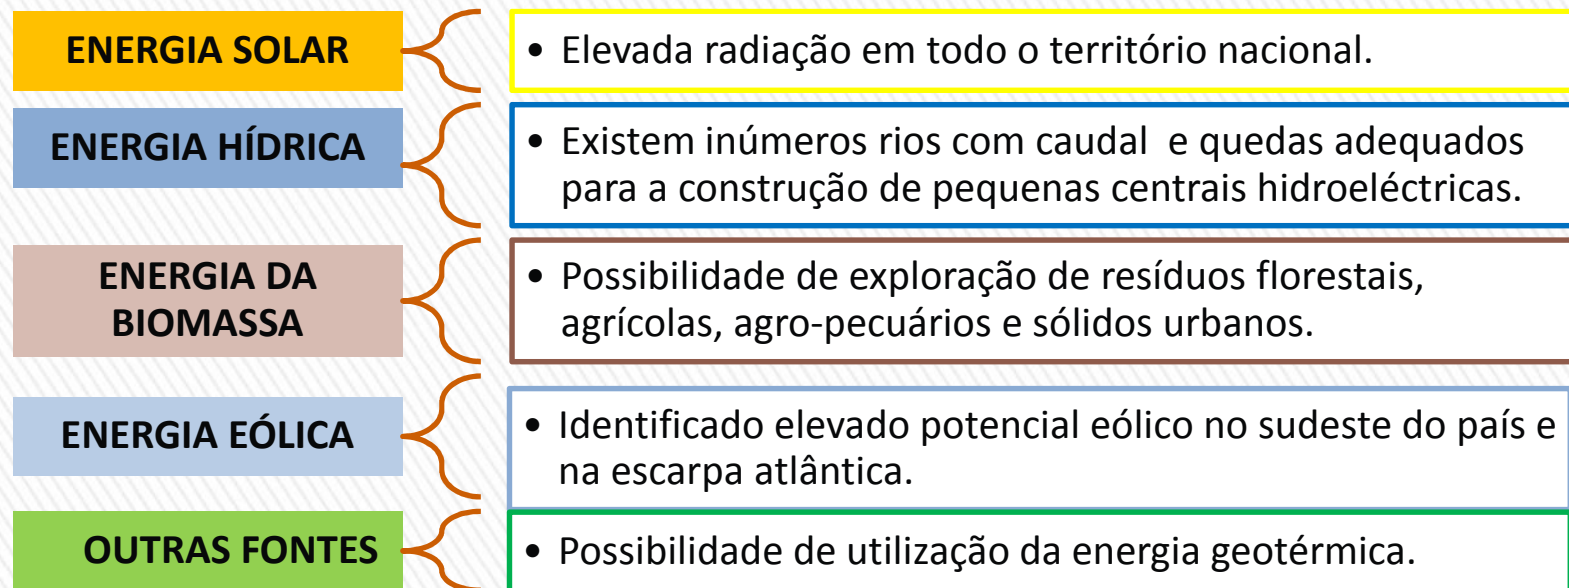 ENERGIA SOLAR
• Elevada radiação em todo o território nacional.
ENERGIA HÍDRICA
• Existem inúmeros rios com caudal e quedas adequados
para a construção de pequenas centrais hidroeléctricas.
ENERGIA DA
BIOMASSA
• Possibilidade de exploração de resíduos florestais,
agrícolas, agro-pecuários e sólidos urbanos.
ENERGIA EÓLICA
• Identificado elevado potencial eólico no sudeste do país e
na escarpa atlântica.
OUTRAS FONTES
• Possibilidade de utilização da energia geotérmica.